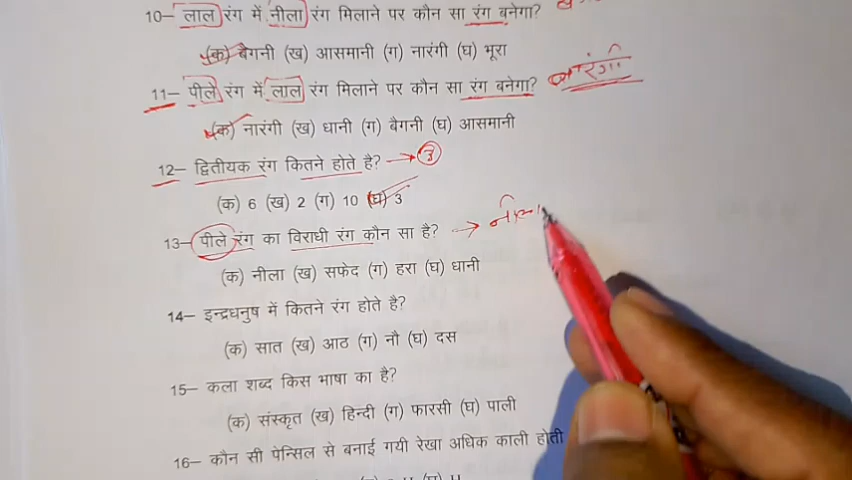 10– लाल रंग में नीला रंग मिलाने पर कौन सा रंग बनेगा?
(क) बैगनी (ख) आसमानी (ग) नारंगी (घ) भूरा
11– पीले रंग में लाल रंग मिलाने पर कौन सा रंग बनेगा? नारंगी
(क) नारंगी (ख) धानी (ग) बैगनी (घ) आसमानी
12– द्वितीयक रंग कितने होते है? → 3
(क) 6 (ख) 2 (ग) 10 (घ) 3
13– पीले रंग का विराधी रंग कौन सा है? →
(क) नीला (ख) सफेद (ग) हरा (घ) धानी
14– इन्द्रधनुष में कितने रंग होते है?
(क) सात (ख) आठ (ग) नौ (घ) दस
15– कला शब्द किस भाषा का है?
(क) संस्कृत (ख) हिन्दी (ग) फारसी (घ) पाली
16– कौन सी पेन्सिल से बनाई गयी रेखा अधिक काली होती